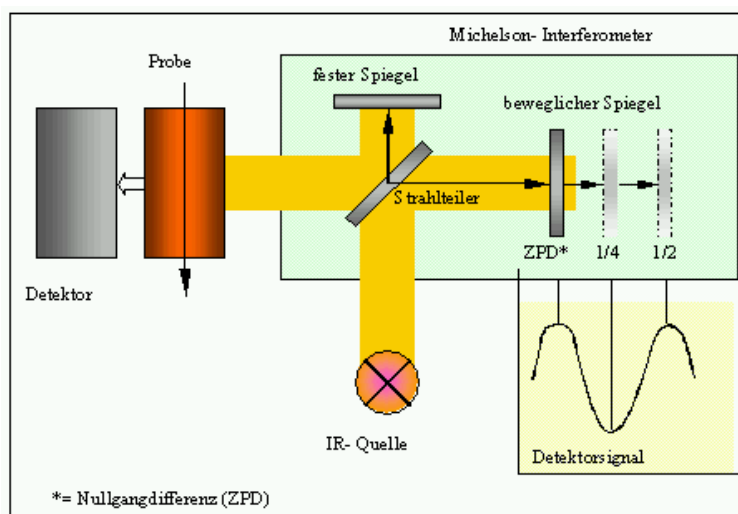 Michelson- Interferometer
Probe
fester Spiegel
beweglicher Spiegel
Strahlteiler
ZPD* 1/4 1/2
Detektor
IR- Quelle
Detektorsignal
*= Nullgangdifferenz (ZPD)